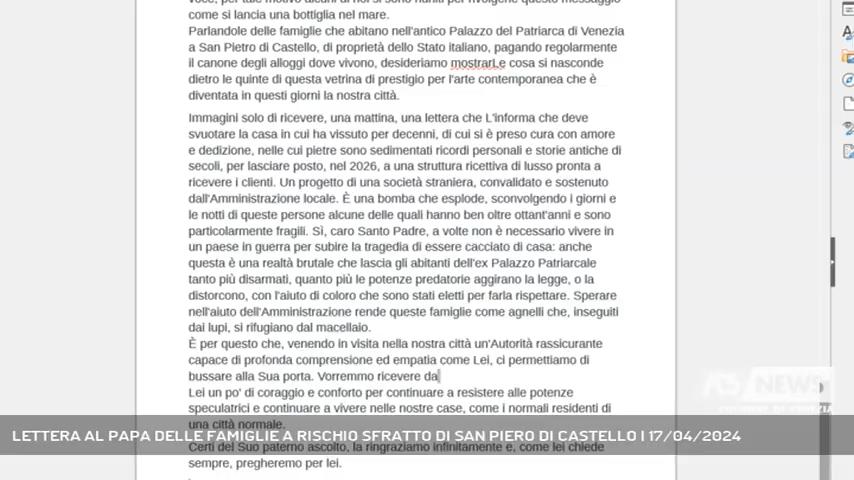 voce, per tale motivo alcuni di noi si sono riuniti per rivolgerle questo messaggio
come si lancia una bottiglia nel mare.
Parlandole delle famiglie che abitano nell'antico Palazzo del Patriarca di Venezia
a San Pietro di Castello, di proprietà dello Stato italiano, pagando regolarmente
il canone degli alloggi dove vivono, desideriamo mostrarLe cosa si nasconde
dietro le quinte di questa vetrina di prestigio per l'arte contemporanea che è
diventata in questi giorni la nostra città.
Immagini solo di ricevere, una mattina, una lettera che L'informa che deve
svuotare la casa in cui ha vissuto per decenni, di cui si è preso cura con amore
e dedizione, nelle cui pietre sono sedimentati ricordi personali e storie antiche di
secoli, per lasciare posto, nel 2026, a una struttura ricettiva di lusso pronta a
ricevere i clienti. Un progetto di una società straniera, convalidato e sostenuto
dall'Amministrazione locale. È una bomba che esplode, sconvolgendo i giorni e
le notti di queste persone alcune delle quali hanno ben oltre ottant'anni e sono
particolarmente fragili. Sì, caro Santo Padre, a volte non è necessario vivere in
un paese in guerra per subire la tragedia di essere cacciato di casa: anche
questa è una realtà brutale che lascia gli abitanti dell'ex Palazzo Patriarcale
tanto più disarmati, quanto più le potenze predatorie aggirano la legge, o la
distorcono, con l'aiuto di coloro che sono stati eletti per farla rispettare. Sperare
nell'aiuto dell'Amministrazione rende queste famiglie come agnelli che, inseguiti
dai lupi, si rifugiano dal macellaio.
È per questo che, venendo in visita nella nostra città un'Autorità rassicurante
capace di profonda comprensione ed empatia come Lei, ci permettiamo di
bussare alla Sua porta. Vorremmo ricevere da
Lei un po' di coraggio e conforto per continuare a resistere alle potenze
speculatrici e continuare a vivere nelle nostre case, come i normali residenti di
una città normale.
Certi del Suo paterno ascolto, la ringraziamo infinitamente e, come lei chiede
sempre, pregheremo per lei.
NEWS
LETTERA AL PAPA DELLE FAMIGLIE A RISCHIO SFRATTO DI SAN PIERO DI CASTELLO | 17/04/2024